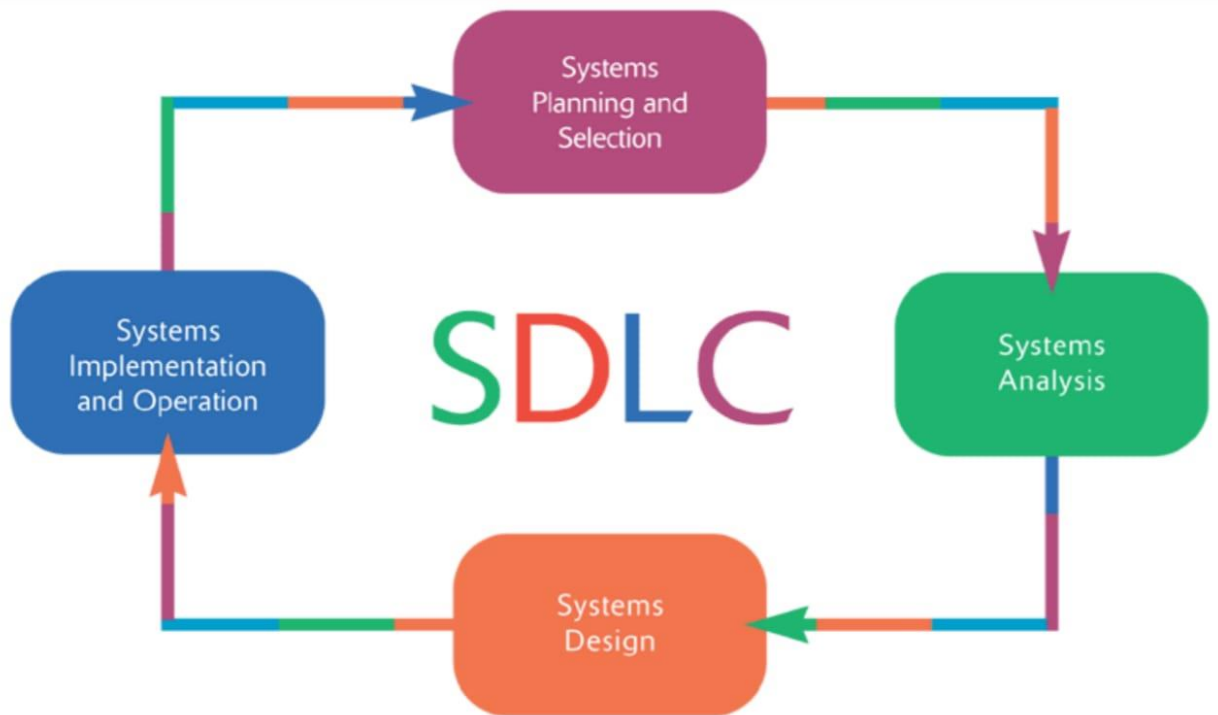 Systems
Planning and
Selection
Systems
Implementation
and Operation
SDLC
Systems
Analysis
Systems
Design